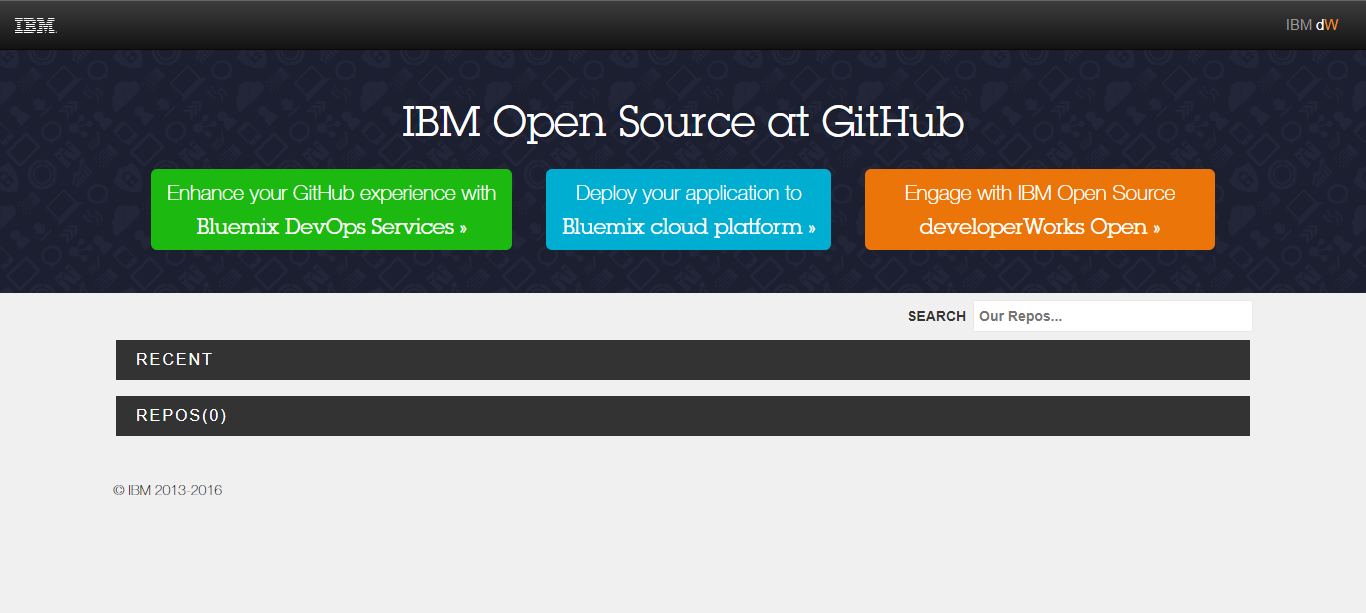 IBM
IBM dW
IBM Open Source at GitHub
Enhance your GitHub experience with
Bluemix DevOps Services »
Deploy your application to
Bluemix cloud platform »
Engage with IBM Open Source
developerWorks Open »
SEARCH Our Repos...
RECENT
REPOS(0)
© IBM 2013-2016